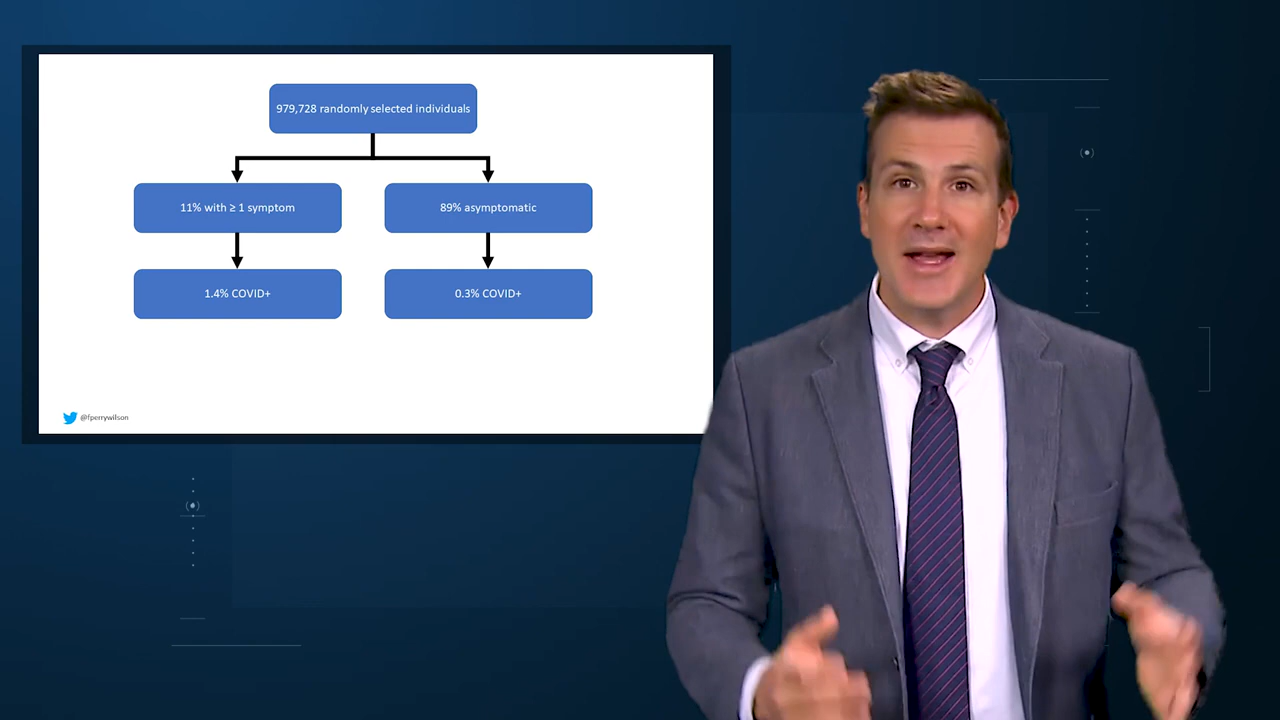 979,728 randomly selected individuals
11% with ≥ 1 symptom
89% asymptomatic
1.4% COVID+
0.3% COVID+
@fperrywilson